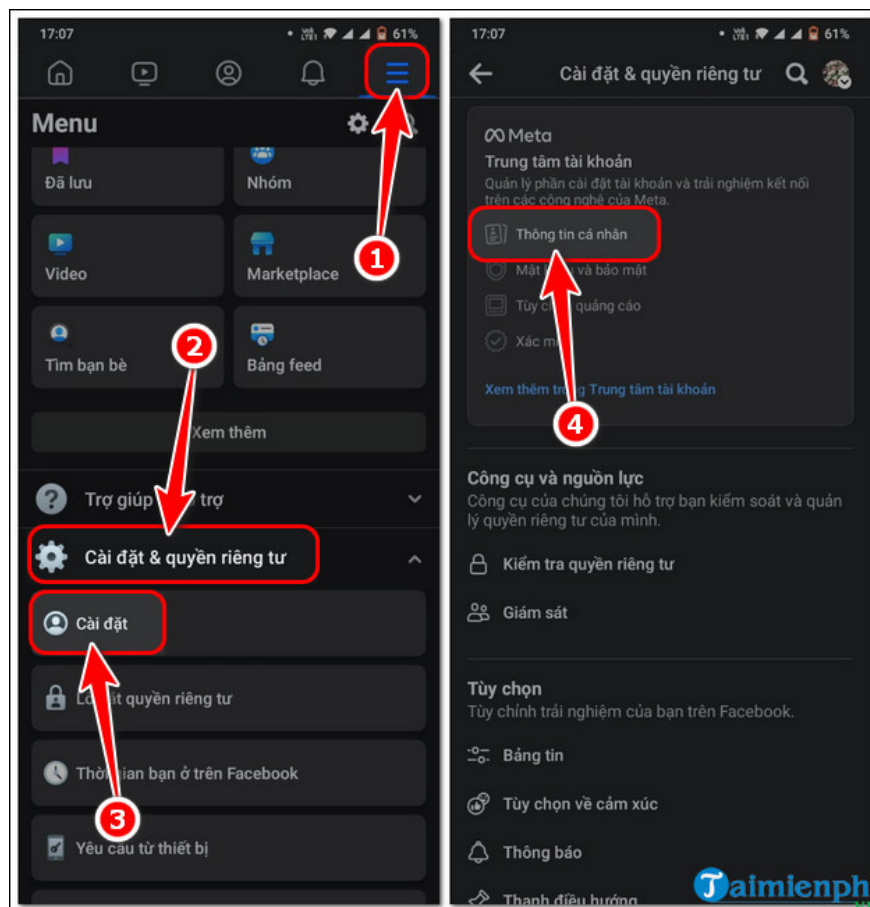 17:07
Vo)) LTE1
61%
Menu
Đã lưu
Nhóm
Video
Marketplace
1
Tìm bạn bè
2
Bảng feed
Xem thêm
Trợ giúp trợ
Cài đặt & quyền riêng tư
Cài đặt
quyền riêng tư
bạn ở trên Facebook
3
Yêu cầu từ thiết bị
17:07
61%
Cài đặt & quyền riêng tư
Meta
Trung tâm tài khoản
Quản lý phần cài đặt tài khoản và trải nghiệm kết nối
trên các công nghệ của Meta.
Thông tin cá nhân
Mật và bảo mật
Tùy quảng cáo
Xác
Xem thêm Trung tâm tài khoản
4
Công cụ và nguồn lực
Công cụ của chúng tôi hỗ trợ bạn kiểm soát và quản
lý quyền riêng tư của mình.
Kiểm tra quyền riêng tư
Giám sát
Tùy chọn
Tùy chỉnh trải nghiệm của bạn trên Facebook.
Bảng tin
Tùy chọn về cảm xúc
Thông báo
Thanh điều hướng
Taimienph